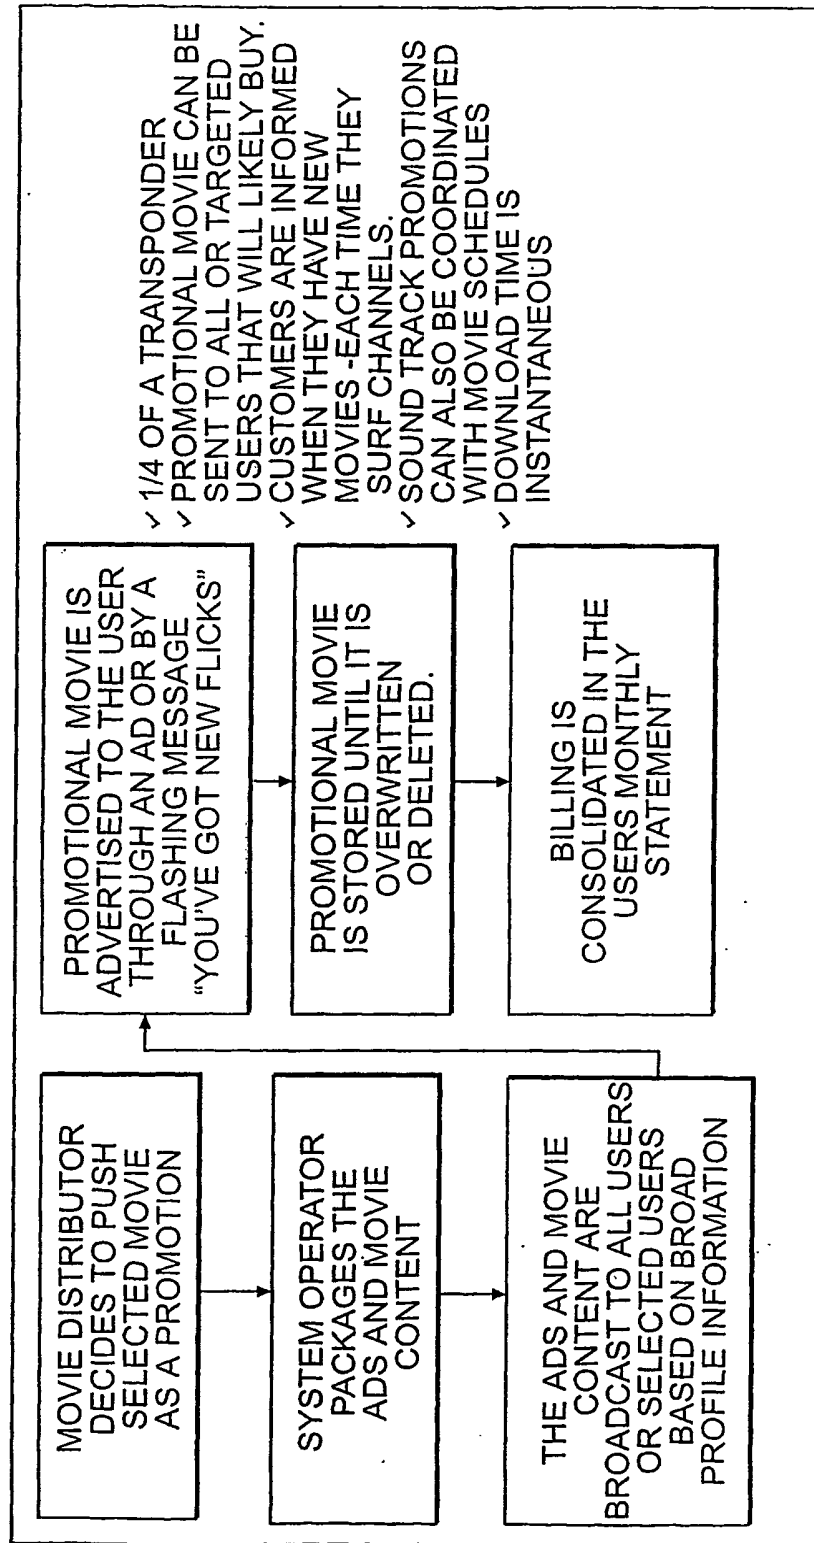 MOVIE DISTRIBUTOR
DECIDES TO PUSH
SELECTED MOVIE
AS A PROMOTION
SYSTEM OPERATOR
PACKAGES THE
ADS AND MOVIE
CONTENT
THE ADS AND MOVIE
CONTENT ARE
BROADCAST TO ALL USERS
OR SELECTED USERS
BASED ON BROAD
PROFILE INFORMATION
PROMOTIONAL MOVIE IS
ADVERTISED TO THE USER
THROUGH AN AD OR BY A
FLASHING MESSAGE
“YOU'VE GOT NEW FLICKS”
PROMOTIONAL MOVIE
IS STORED UNTIL IT IS
OVERWRITTEN
OR DELETED.
BILLING IS
CONSOLIDATED IN THE
USERS MONTHLY
STATEMENT
✓ 1/4 OF A TRANSPONDER
✓ PROMOTIONAL MOVIE CAN BE
SENT TO ALL OR TARGETED
USERS THAT WILL LIKELY BUY.
✓ CUSTOMERS ARE INFORMED
WHEN THEY HAVE NEW
MOVIES -EACH TIME THEY
SURF CHANNELS.
✓ SOUND TRACK PROMOTIONS
CAN ALSO BE COORDINATED
WITH MOVIE SCHEDULES
✓ DOWNLOAD TIME IS
INSTANTANEOUS